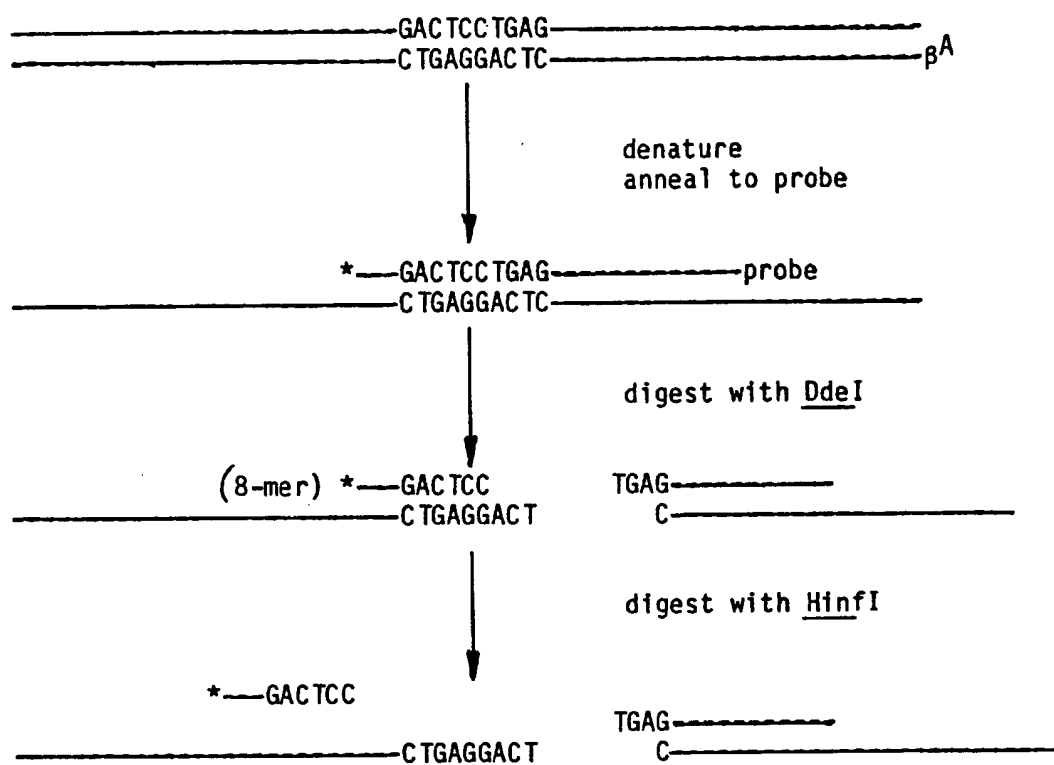 GACTCCTGAG
CTGAGGACTC βA
denature
anneal to probe
*—GACTCCTGAG probe
CTGAGGACTC
digest with DdeI
(8-mer) *—GACTCC TGAG
CTGAGGACT C
digest with HinfI
*—GACTCC
TGAG
CTGAGGACT C